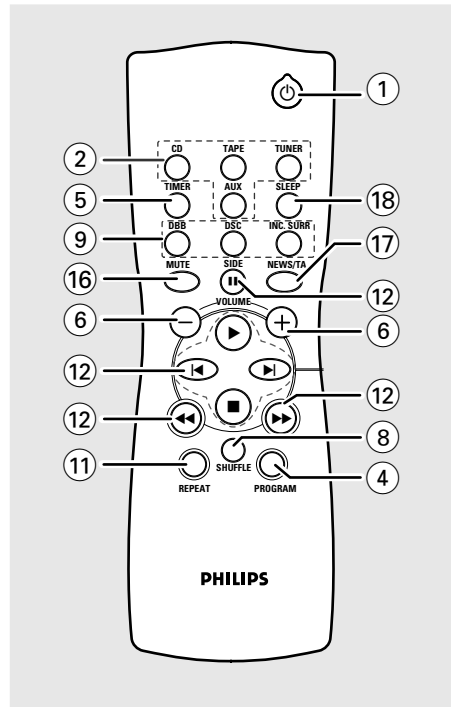 1
CD TAPE TUNER
2
TIMER AUX SLEEP
5 18
DBB DSC INC. SURR
9 17
MUTE SIDE NEWS/TA
16 12
VOLUME
6 6
12
12 12
8
11 SHUFFLE 4
REPEAT PROGRAM
PHILIPS